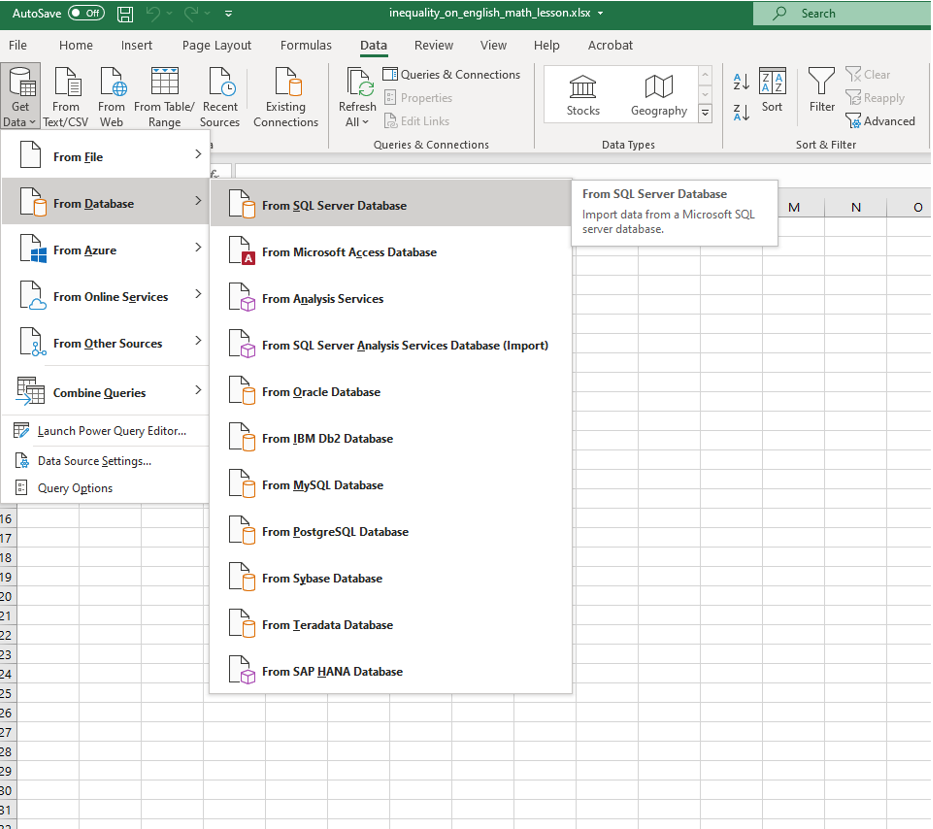 AutoSave Off inequality_on_english_math_lesson.xlsx Search
File Home Insert Page Layout Formulas Data Review View Help Acrobat
Get Data
From Text/CSV
From Web
From Table/ Range
Recent Sources
Existing Connections
Refresh All
Queries & Connections
Properties
Edit Links
Queries & Connections
Stocks
Geography
Data Types
Sort
Filter
Clear
Reapply
Advanced
Sort & Filter
From File
From Database
From Azure
From Online Services
From Other Sources
Combine Queries
Launch Power Query Editor...
Data Source Settings...
Query Options
From SQL Server Database
From Microsoft Access Database
From Analysis Services
From SQL Server Analysis Services Database (Import)
From Oracle Database
From IBM Db2 Database
From MySQL Database
From PostgreSQL Database
From Sybase Database
From Teradata Database
From SAP HANA Database
From SQL Server Database
Import data from a Microsoft SQL
server database.
M N O
16
17
18
19
20
21
22
23
24
25
26
27
28
29
30
31